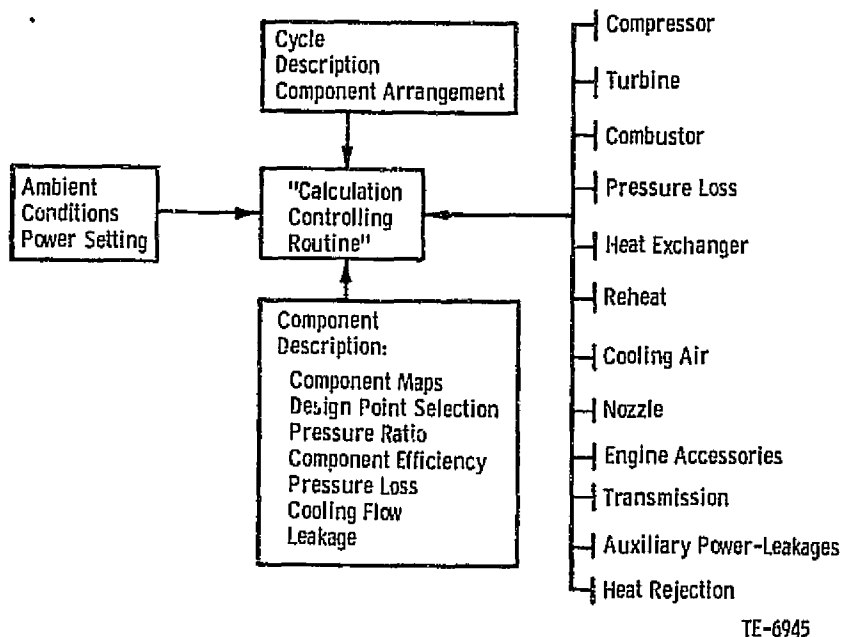 Cycle
Description
Component Arrangement
Ambient
Conditions
Power Setting
"Calculation
Controlling
Routine"
Component
Description:
Component Maps
Design Point Selection
Pressure Ratio
Component Efficiency
Pressure Loss
Cooling Flow
Leakage
Compressor
Turbine
Combustor
Pressure Loss
Heat Exchanger
Reheat
Cooling Air
Nozzle
Engine Accessories
Transmission
Auxiliary Power-Leakages
Heat Rejection
TE-6945